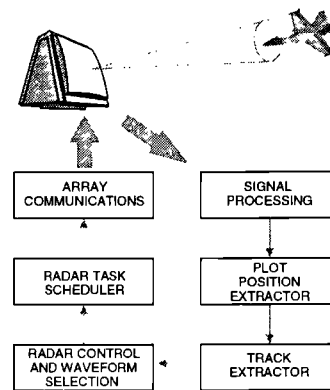 ARRAY
COMMUNICATIONS
SIGNAL
PROCESSING
RADAR TASK
SCHEDULER
PLOT
POSITION
EXTRACTOR
RADAR CONTROL
AND WAVEFORM
SELECTION
TRACK
EXTRACTOR